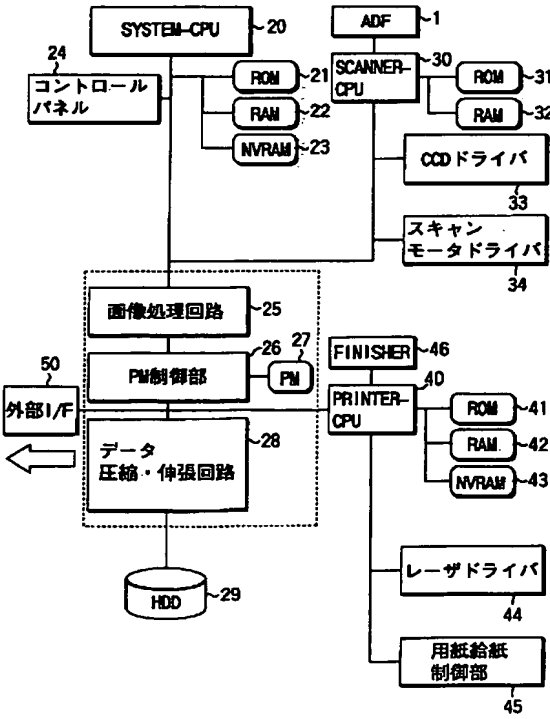 SYSTEM-CPU
20
ADF
1
24
コントロール
パネル
ROM
21
RAM
22
NVRAM
23
30
SCANNER-
CPU
ROM
31
RAM
32
CCDドライバ
33
スキャン
モータドライバ
34
画像処理回路
25
26
27
PM制御部
PM
50
外部I/F
28
データ
圧縮・伸張回路
HDD
29
FINISHER
46
40
PRINTER-
CPU
ROM
41
RAM
42
NVRAM
43
レーザドライバ
44
用紙給紙
制御部
45